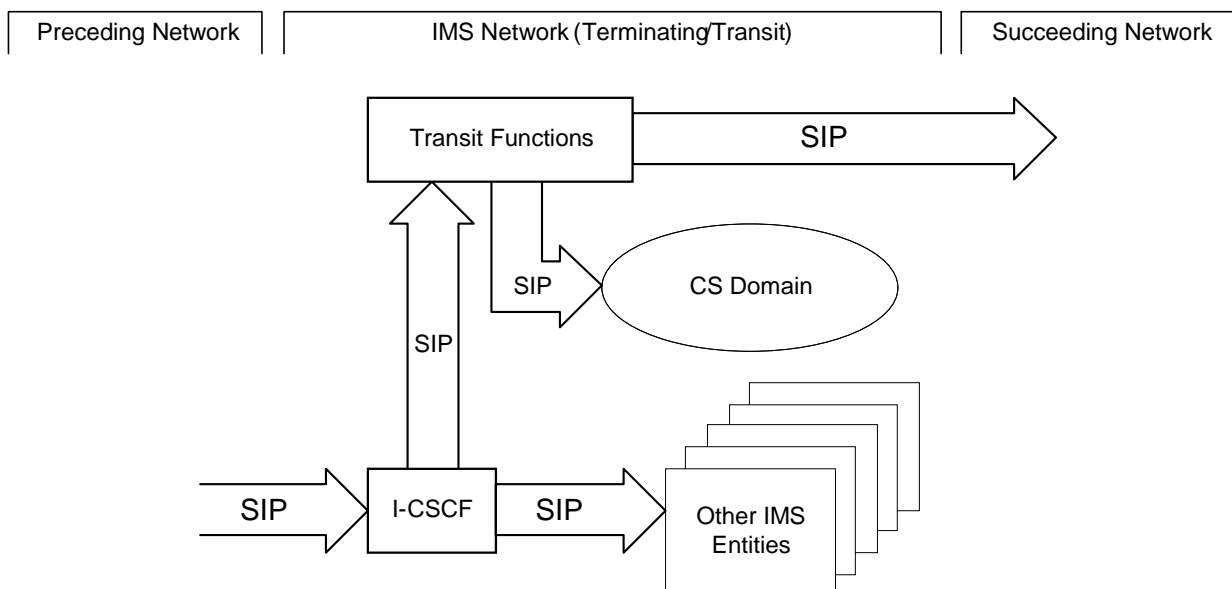 Preceding Network
IMS Network (Terminating/Transit)
Succeeding Network
Transit Functions
SIP
SIP
CS Domain
SIP
SIP
I-CSCF
SIP
Other IMS
Entities